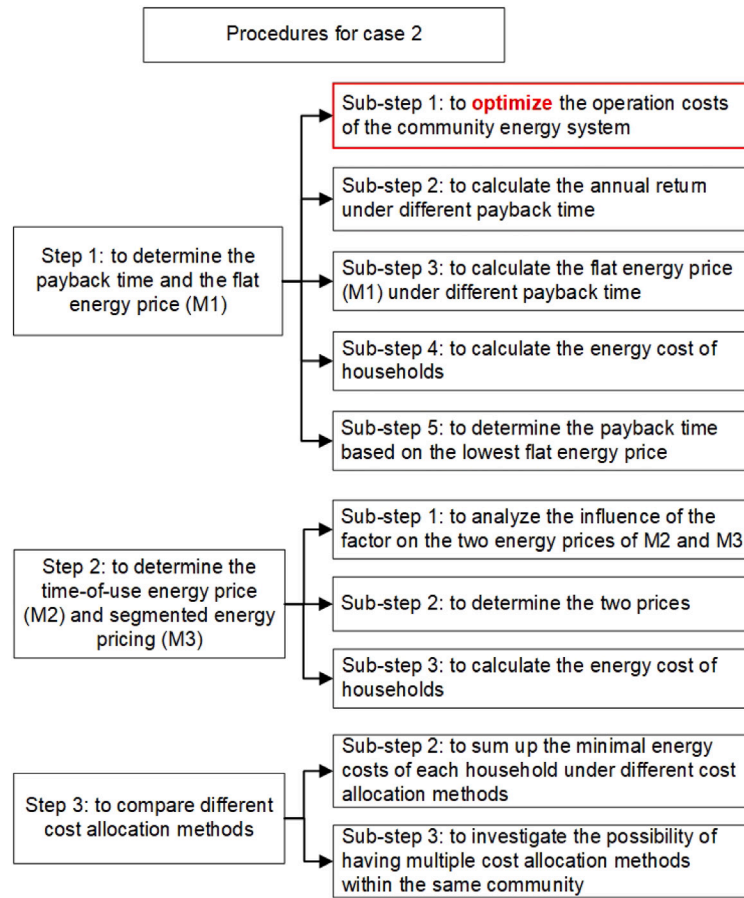 Procedures for case 2
Sub-step 1: to optimize the operation costs
of the community energy system
Sub-step 2: to calculate the annual return
under different payback time
Step 1: to determine the
payback time and the flat
energy price (M1)
Sub-step 3: to calculate the flat energy price
(M1) under different payback time
Sub-step 4: to calculate the energy cost of
households
Sub-step 5: to determine the payback time
based on the lowest flat energy price
Sub-step 1: to analyze the influence of the
factor on the two energy prices of M2 and M3
Step 2: to determine the
time-of-use energy price
(M2) and segmented energy
pricing (M3)
Sub-step 2: to determine the two prices
Sub-step 3: to calculate the energy cost of
households
Step 3: to compare different
cost allocation methods
Sub-step 2: to sum up the minimal energy
costs of each household under different cost
allocation methods
Sub-step 3: to investigate the possibility of
having multiple cost allocation methods
within the same community